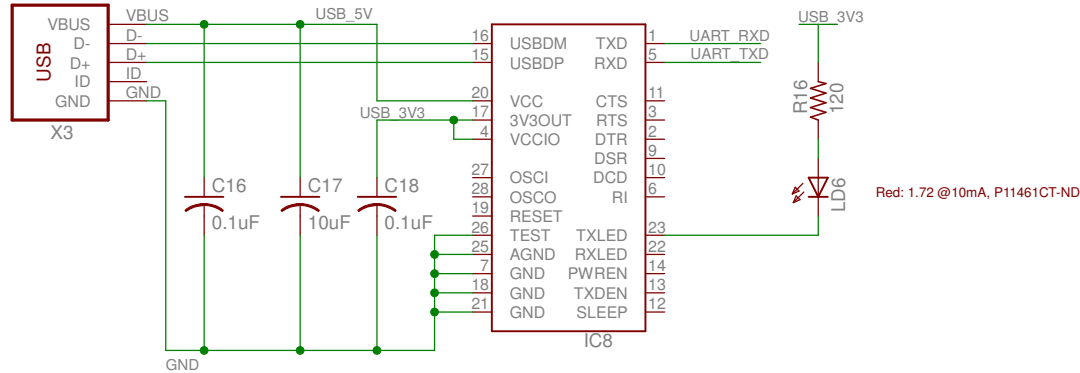 USB
VBUS
D-
D+
ID
GND
X3
VBUS
D-
D+
ID
GND
USB_5V
USB_3V3
C16
0.1uF
C17
10uF
C18
0.1uF
GND
16 USBDM TXD 1 UART_RXD
15 USBDP RXD 5 UART_TXD
20 VCC CTS 11
17 3V3OUT RTS 3
4 VCCIO DTR 2
DSR 9
27 OSCI DCD 10
28 OSCO RI 6
19 RESET
26 TEST TXLED 23
25 AGND RXLED 22
7 GND PWREN 14
18 GND TXDEN 13
21 GND SLEEP 12
IC8
USB_3V3
R16
120
LD6
Red: 1.72 @10mA, P11461CT-ND